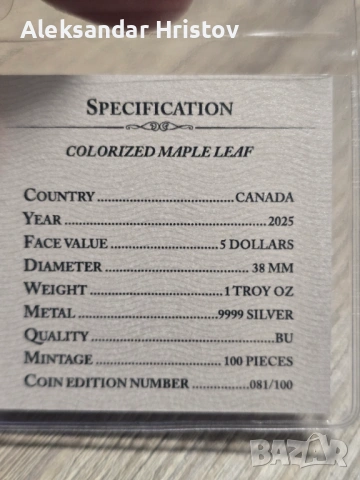 Aleksandar Hristov
SPECIFICATION
COLORIZED MAPLE LEAF
COUNTRY..........CANADA
YEAR..........2025
FACE VALUE..........5 DOLLARS
DIAMETER..........38 MM
WEIGHT..........1 TROY OZ
METAL..........9999 SILVER
QUALITY..........BU
MINTAGE..........100 PIECES
COIN EDITION NUMBER..........081/100
BAZAR